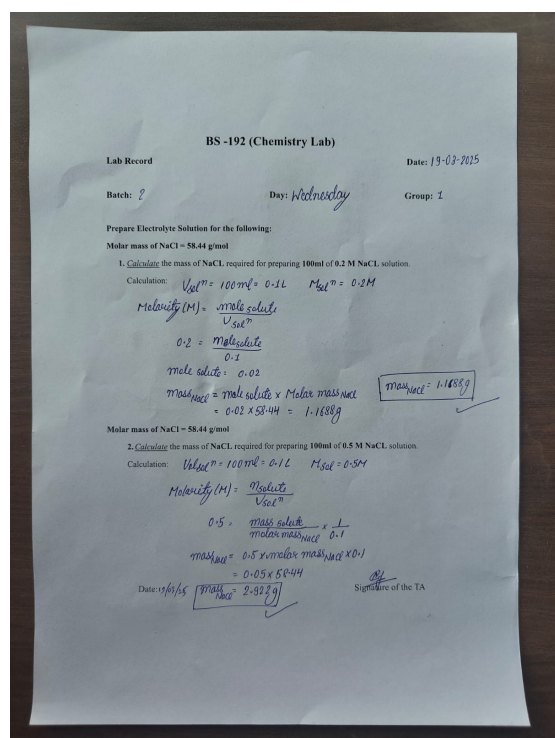 BS -192 (Chemistry Lab)
Lab Record
Date: 19-03-2025
Batch: 2 Day: Wednesday Group: 1
Prepare Electrolyte Solution for the following:
Molar mass of NaCl = 58.44 g/mol
1. Calculate the mass of NaCL required for preparing 100ml of 0.2 M NaCL solution.
Calculation: Vsolⁿ = 100ml = 0.1L Msolⁿ = 0.2M
Molarity (M) = mole solute
Vsolⁿ
0.2 = mole solute
0.1
mole solute = 0.02
massNaCl = mole solute x Molar massNaCl
= 0.02 x 58.44 = 1.1688g
massNaCl = 1.1688g
Molar mass of NaCl = 58.44 g/mol
2. Calculate the mass of NaCL required for preparing 100ml of 0.5 M NaCL solution.
Calculation: Volsolⁿ = 100ml = 0.1L Msol = 0.5M
Molarity (M) = nsolute
Vsolⁿ
0.5 = mass solute x 1
molar massNaCl 0.1
massNaCl = 0.5 x molar massNaCl x 0.1
= 0.05 x 58.44
Date: 19/03/25 massNaCl = 2.922g
Signature of the TA